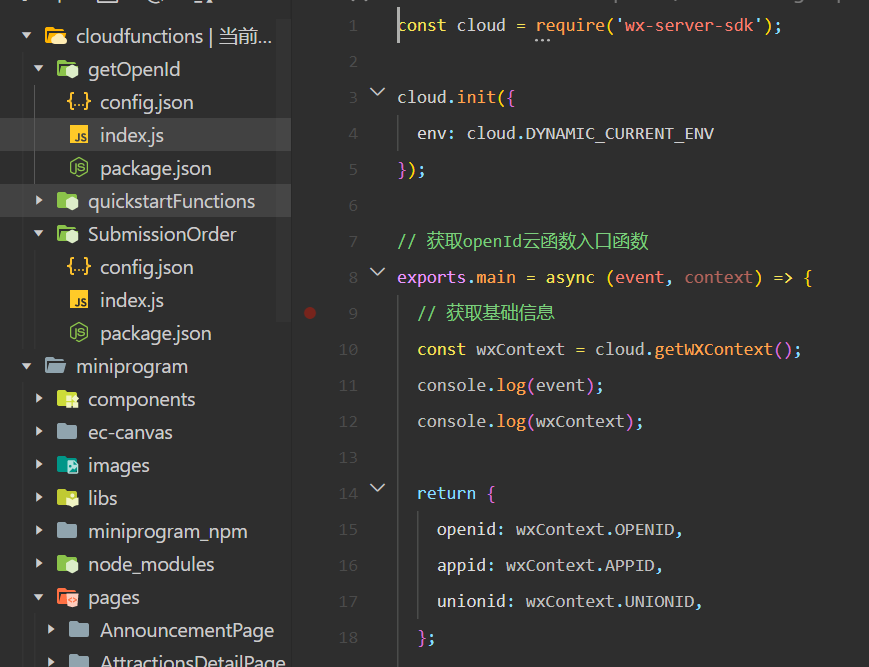 cloudfunctions | 当前...
getOpenId
{..} config.json
JS index.js
JS package.json
quickstartFunctions
SubmissionOrder
{..} config.json
JS index.js
JS package.json
miniprogram
components
ec-canvas
images
libs
miniprogram_npm
node_modules
pages
AnnouncementPage
AttractionsDetailPage
1 const cloud = require('wx-server-sdk');
2
3 cloud.init({
4 env: cloud.DYNAMIC_CURRENT_ENV
5 });
6
7 // 获取openId云函数入口函数
8 exports.main = async (event, context) => {
9 // 获取基础信息
10 const wxContext = cloud.getWXContext();
11 console.log(event);
12 console.log(wxContext);
13
14 return {
15 openid: wxContext.OPENID,
16 appid: wxContext.APPID,
17 unionid: wxContext.UNIONID,
18 };